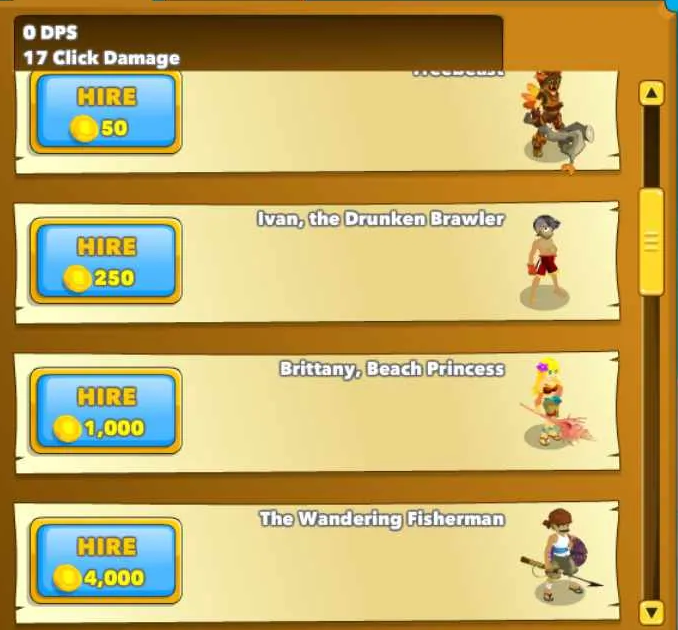 0 DPS
17 Click Damage
HIRE
50
Ivan, the Drunken Brawler
HIRE
250
Brittany, Beach Princess
HIRE
1,000
The Wandering Fisherman
HIRE
4,000